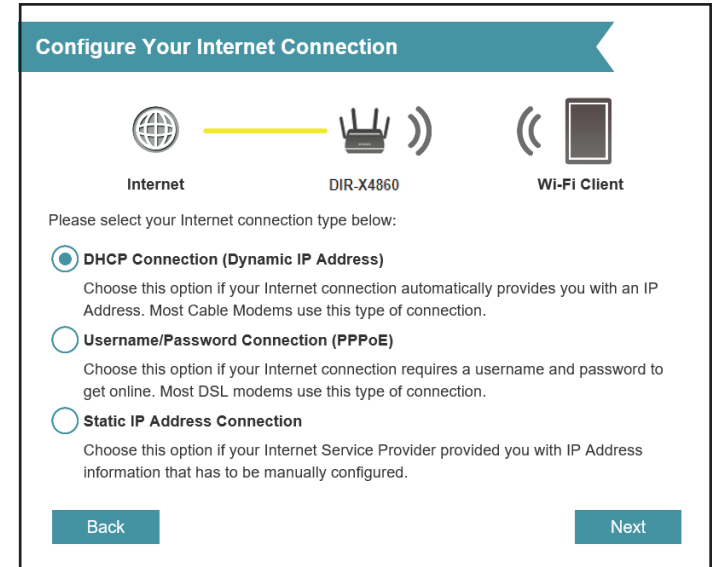 Configure Your Internet Connection
Internet
DIR-X4860
Wi-Fi Client
Please select your Internet connection type below:
DHCP Connection (Dynamic IP Address)
Choose this option if your Internet connection automatically provides you with an IP
Address. Most Cable Modems use this type of connection.
Username/Password Connection (PPPoE)
Choose this option if your Internet connection requires a username and password to
get online. Most DSL modems use this type of connection.
Static IP Address Connection
Choose this option if your Internet Service Provider provided you with IP Address
information that has to be manually configured.
Back
Next